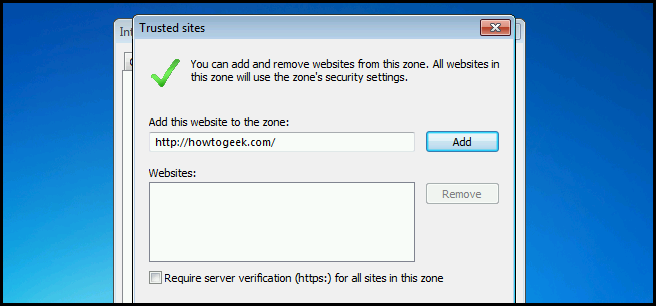 Int
Trusted sites
You can add and remove websites from this zone. All websites in
this zone will use the zone's security settings.
Add this website to the zone:
http://howtogeek.com/
Add
Websites:
Remove
Require server verification (https:) for all sites in this zone